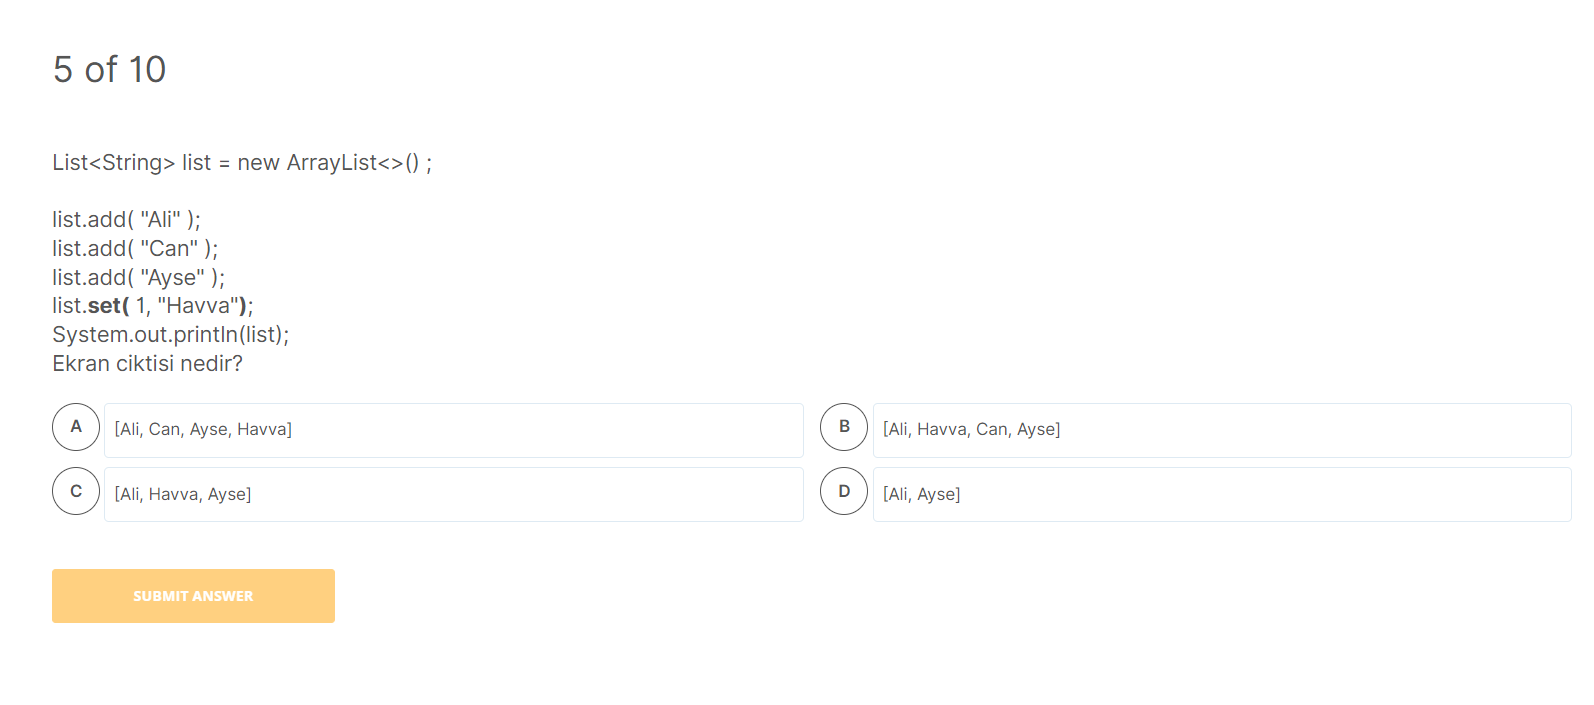 5 of 10
List<String> list = new ArrayList<>() ;
list.add( "Ali" );
list.add( "Can" );
list.add( "Ayse" );
list.set( 1, "Havva");
System.out.println(list);
Ekran ciktisi nedir?
A [Ali, Can, Ayse, Havva]
B [Ali, Havva, Can, Ayse]
C [Ali, Havva, Ayse]
D [Ali, Ayse]
SUBMIT ANSWER